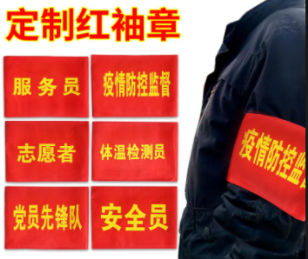 定制红袖章
服务员
疫情防控监督
志愿者
体温检测员
党员先锋队
安全员
疫情防控监